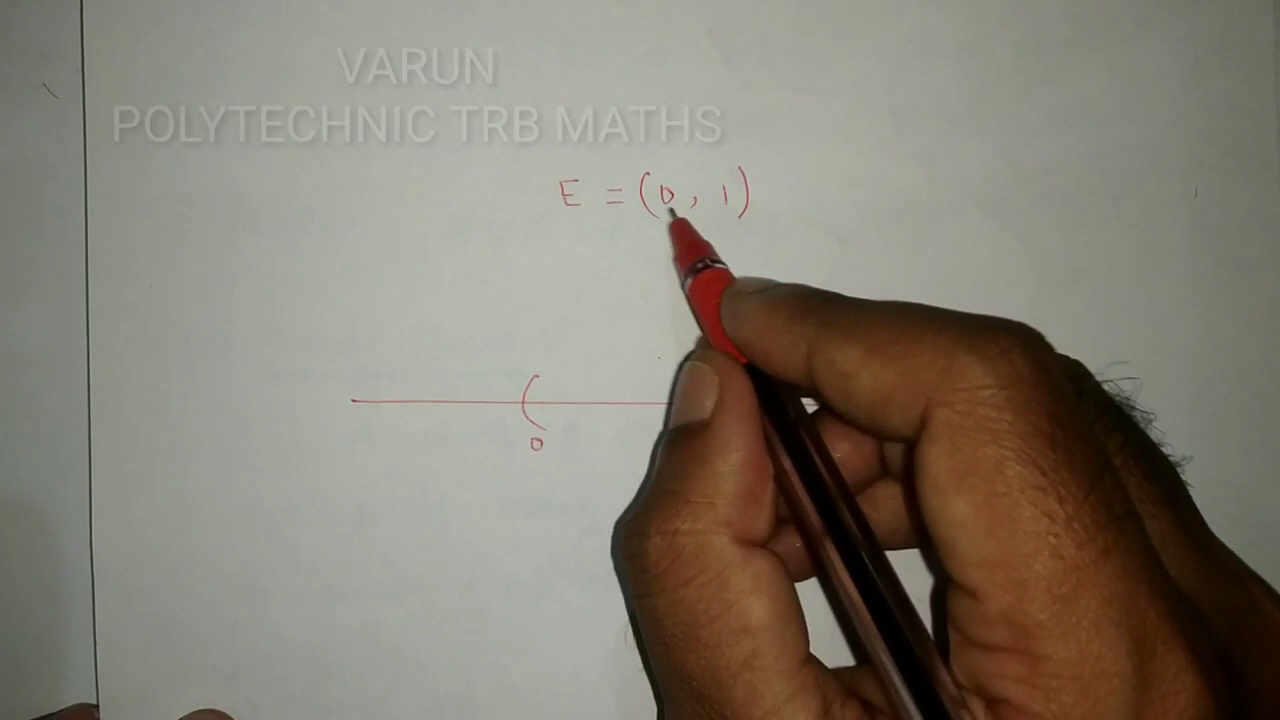 VARUN
POLYTECHNIC TRB MATHS
E = (0, 1)
(
0